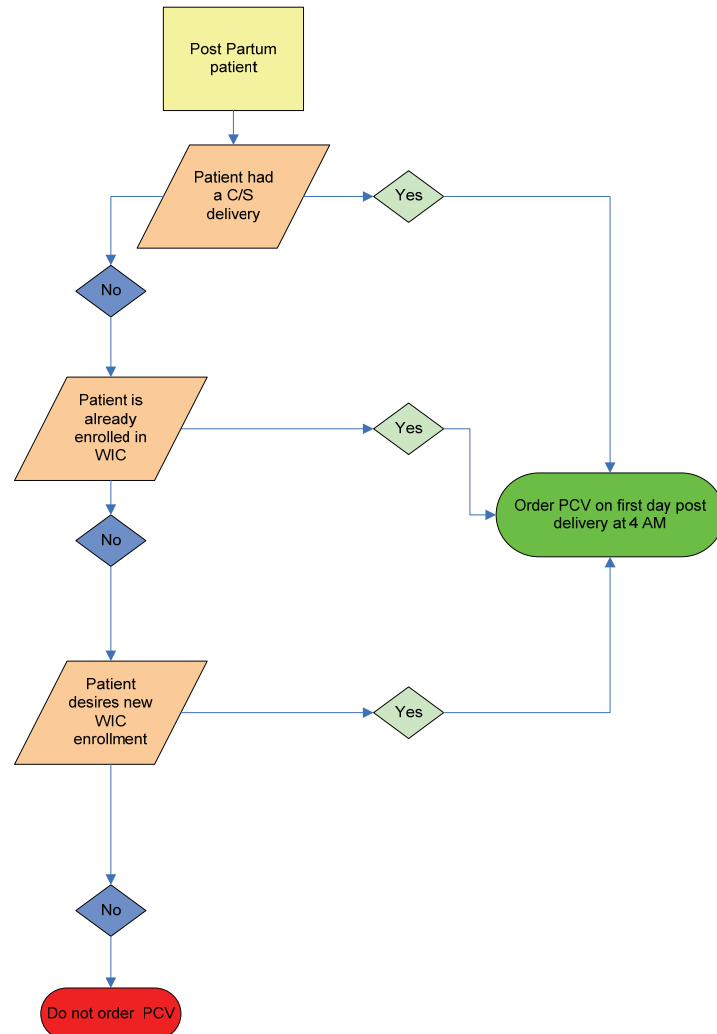 Post Partum
patient
Patient had
a C/S
delivery
Yes
No
Patient is
already
enrolled in
WIC
Yes
Order PCV on first day post
delivery at 4 AM
No
Patient
desires new
WIC
enrollment
Yes
No
Do not order PCV